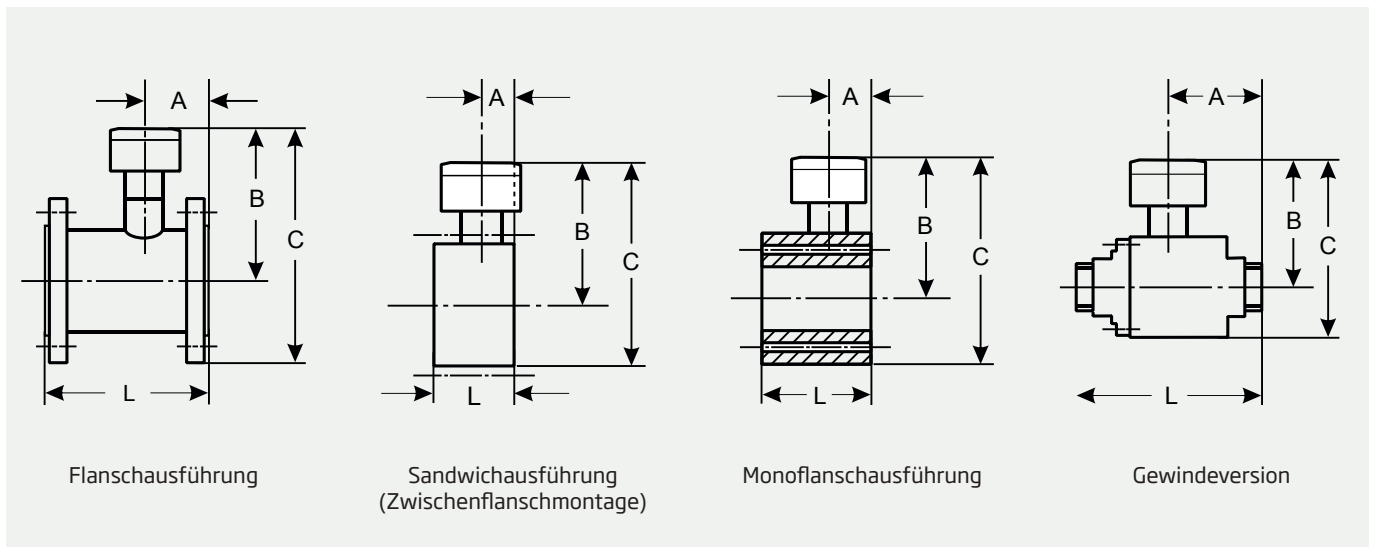 A
B
C
L
Flanschausführung
A
B
C
L
Sandwichausführung
(Zwischenflanschmontage)
A
B
C
L
Monoflanschausführung
A
B
C
L
Gewindeversion